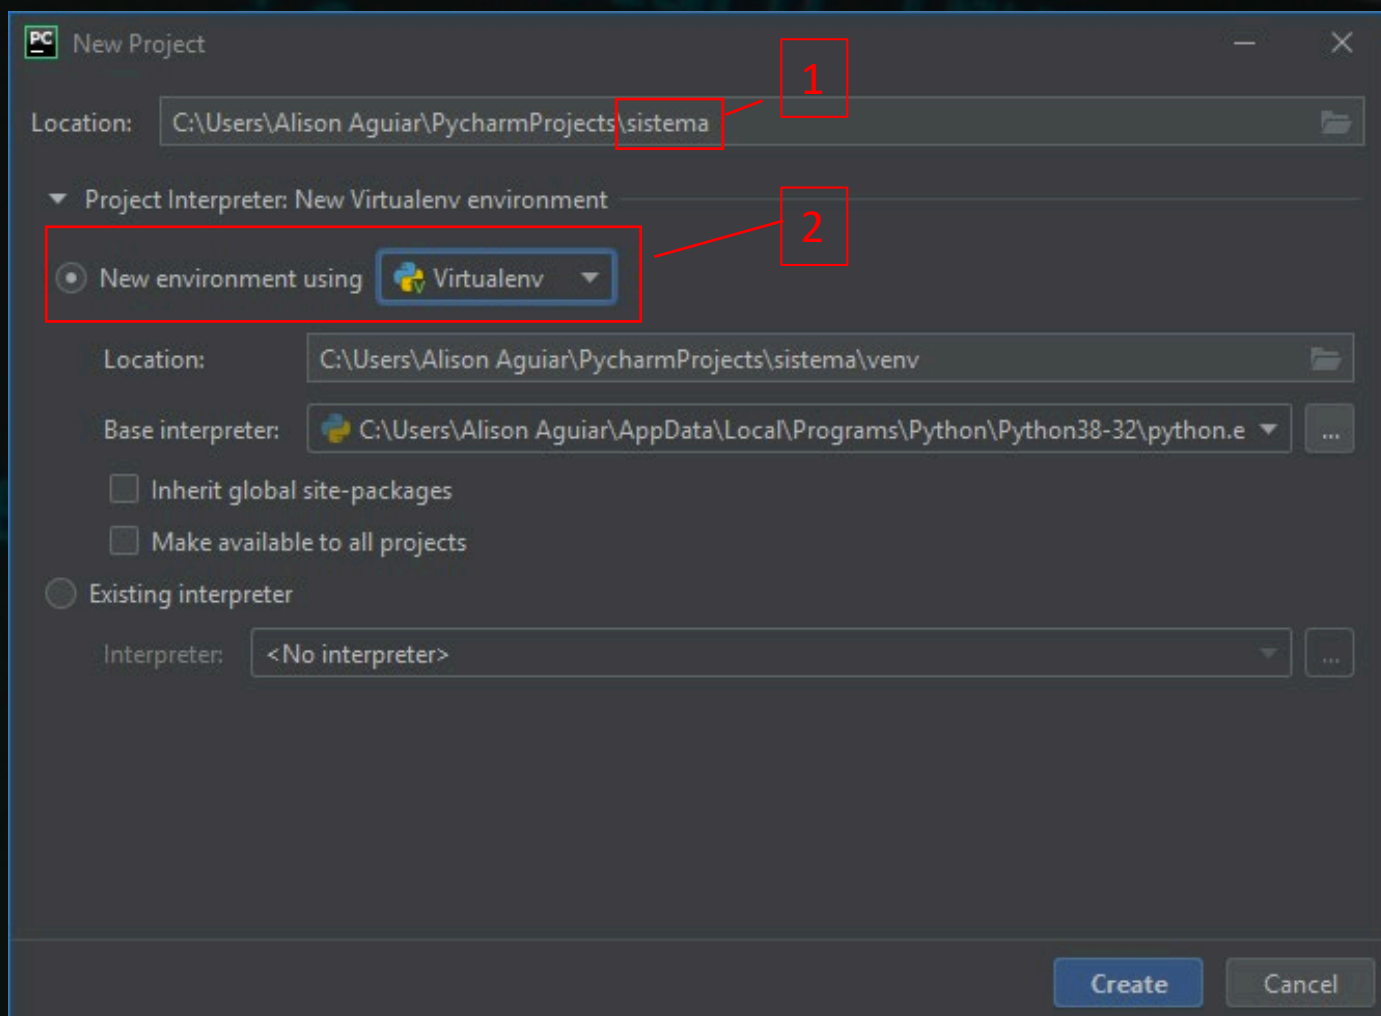 PC New Project
1
Location: C:\Users\Alison Aguiar\PycharmProjects\sistema
Project Interpreter: New Virtualenv environment
2
New environment using Virtualenv
Location: C:\Users\Alison Aguiar\PycharmProjects\sistema\venv
Base interpreter: C:\Users\Alison Aguiar\AppData\Local\Programs\Python\Python38-32\python.e ...
Inherit global site-packages
Make available to all projects
Existing interpreter
Interpreter: <No interpreter> ...
Create Cancel